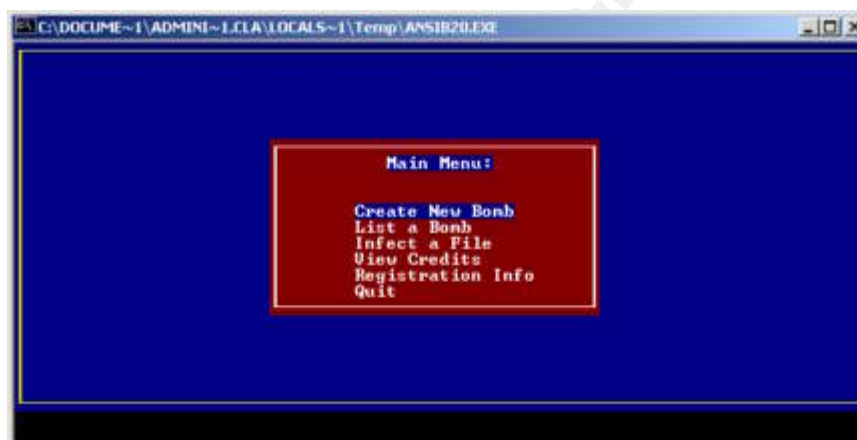 C:\DOCUME~1\ADMINI~1.CLA\LOCALS~1\Temp\ANSIB20.EXE
Main Menu:
Create New Bomb
List a Bomb
Infect a File
View Credits
Registration Info
Quit